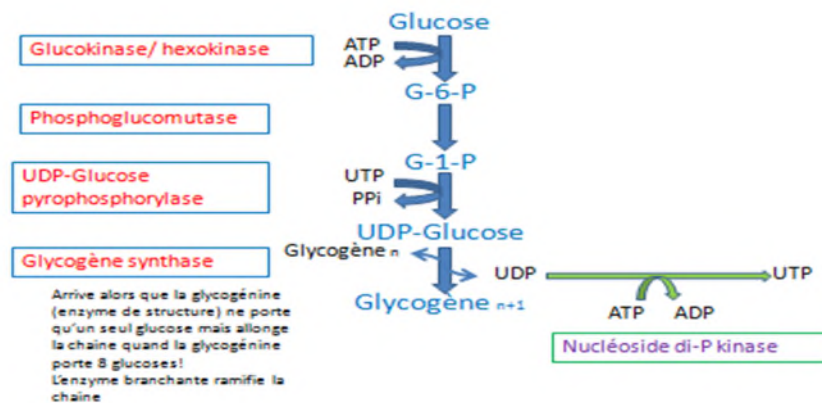 Glucose
Glucokinase/ hexokinase
ATP
ADP
G-6-P
Phosphoglucomutase
G-1-P
UDP-Glucose
pyrophosphorylase
UTP
PPi
UDP-Glucose
Glycogène n
Glycogène synthase
UDP
UTP
Glycogène n+1
ATP
ADP
Nucléoside di-P kinase
Arrive alors que la glycogénine
(enzyme de structure) ne porte
qu'un seul glucose mais allonge
la chaine quand la glycogénine
porte 8 glucoses!
L'enzyme branchante ramifie la
chaine